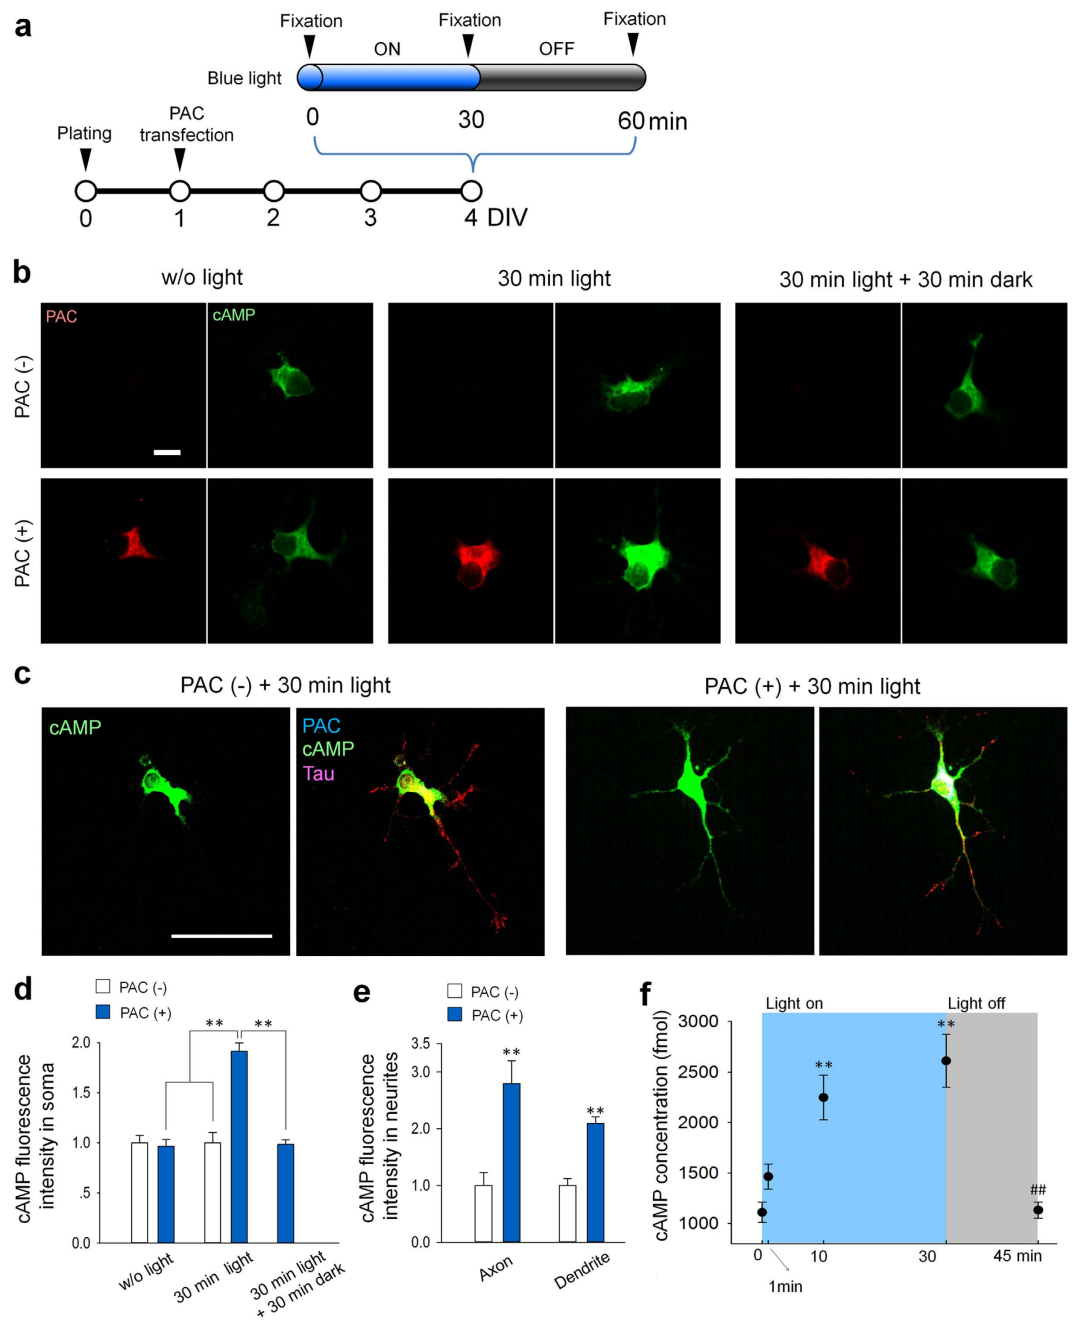 a
Fixation Fixation Fixation
ON OFF
Blue light
0 30 60 min
PAC
transfection
Plating
0 1 2 3 4 DIV
b
w/o light 30 min light 30 min light + 30 min dark
PAC (-)
PAC cAMP
PAC (+)
c
PAC (-) + 30 min light PAC (+) + 30 min light
cAMP
PAC
cAMP
Tau
d
PAC (-)
PAC (+)
cAMP fluorescence
intensity in soma
2.0
1.5
1.0
.5
0.0
** **
w/o light
30 min light
30 min light
+ 30 min dark
e
PAC (-)
PAC (+)
cAMP fluorescence
intensity in neurites
3.5
3.0
2.0
1.0
0.0
**
**
Axon
Dendrite
f
Light on Light off
cAMP concentration (fmol)
3000
2500
2000
1500
1000
**
**
##
0 10 30 45 min
1min